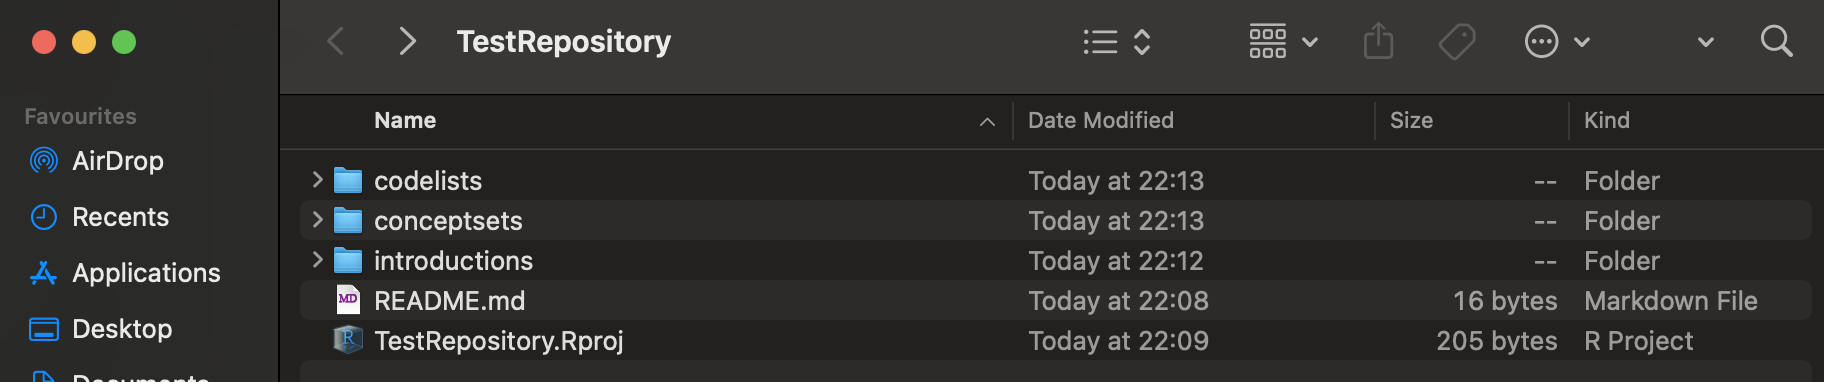 TestRepository
Favourites
AirDrop
Recents
Applications
Desktop
Documents
Name Date Modified Size Kind
codelists Today at 22:13 -- Folder
conceptsets Today at 22:13 -- Folder
introductions Today at 22:12 -- Folder
MD README.md Today at 22:08 16 bytes Markdown File
R TestRepository.Rproj Today at 22:09 205 bytes R Project